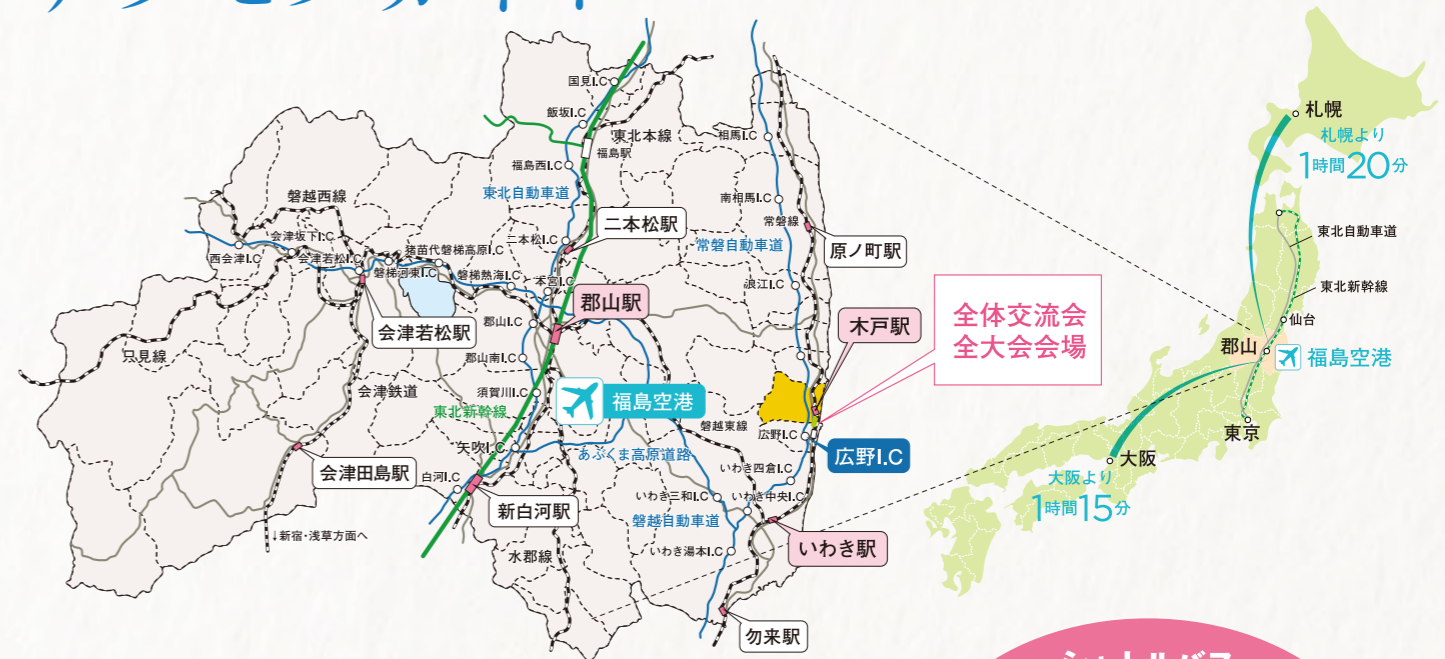 国見I.C
飯坂I.C
東北本線
福島駅
福島西I.C
東北自動車道
相馬I.C
南相馬I.C
常磐線
磐越西線
二本松駅
二本松I.C
常磐自動車道
原ノ町駅
会津坂下I.C
猪苗代磐梯高原I.C
西会津I.C
会津若松I.C
磐梯河東I.C
磐梯熱海I.C
本宮I.C
浪江I.C
郡山駅
会津若松駅
郡山I.C
木戸駅
全体交流会
全大会会場
只見線
郡山南I.C
会津鉄道
須賀川I.C
福島空港
東北新幹線
磐越東線
広野I.C
矢吹I.C
あぶくま高原道路
広野I.C
会津田島駅
白河I.C
いわき四倉I.C
新白河駅
いわき三和I.C
いわき中央I.C
磐越自動車道
↓新宿・浅草方面へ
水郡線
いわき湯本I.C
いわき駅
勿来駅
札幌
札幌より
1時間20分
東北自動車道
東北新幹線
仙台
郡山
福島空港
東京
大阪
大阪より
1時間15分